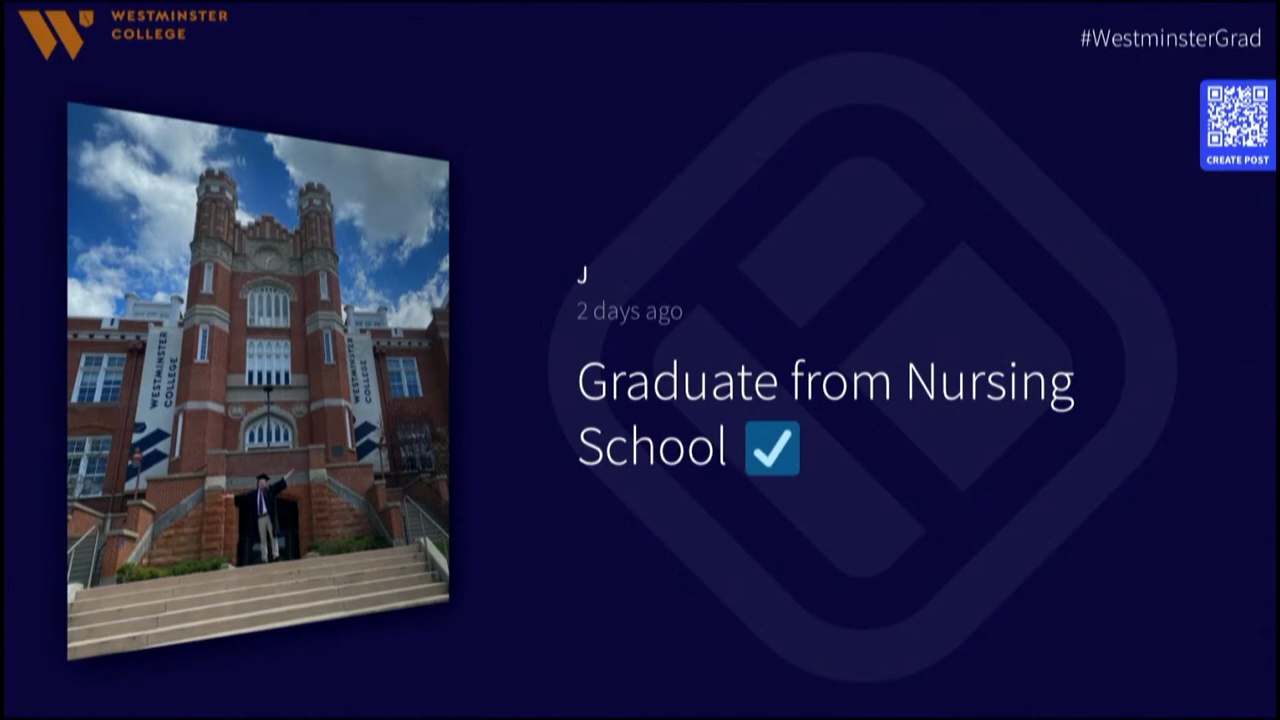 WESTMINSTER
COLLEGE
#WestminsterGrad
CREATE POST
WESTMINSTER
COLLEGE
WESTMINSTER
COLLEGE
J
2 days ago
Graduate from Nursing
School ☑